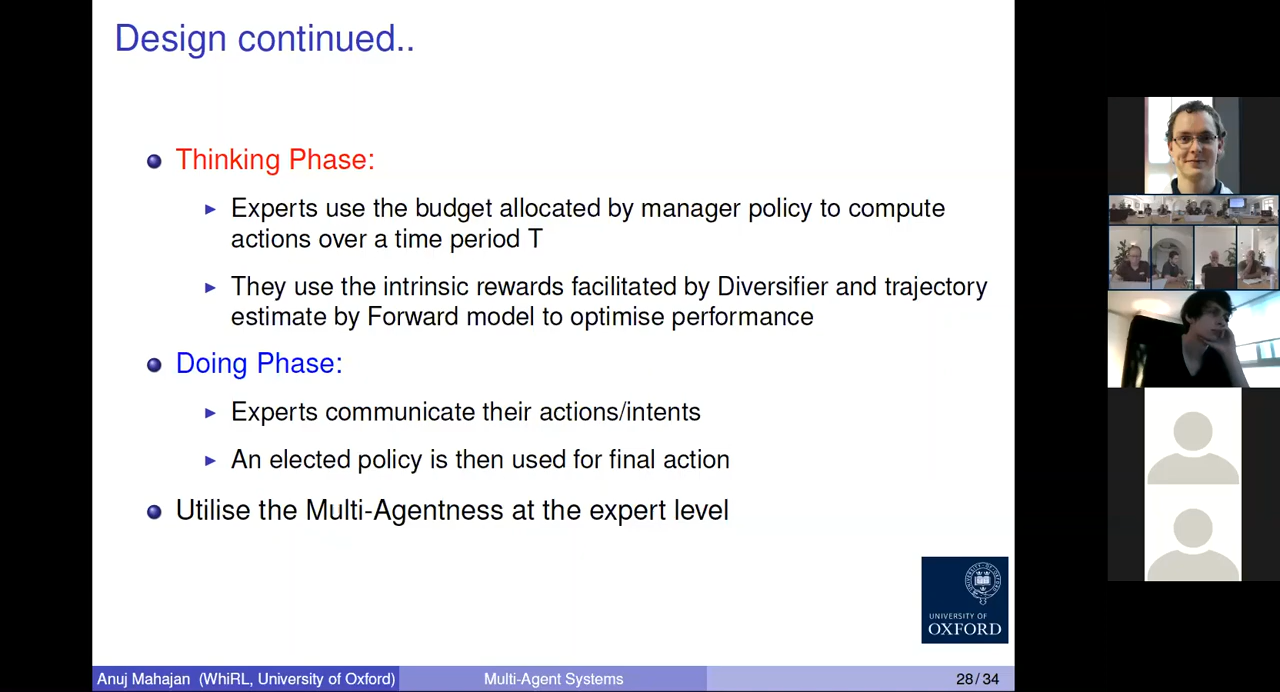 Design continued..
Thinking Phase:
Experts use the budget allocated by manager policy to compute
actions over a time period T
They use the intrinsic rewards facilitated by Diversifier and trajectory
estimate by Forward model to optimise performance
Doing Phase:
Experts communicate their actions/intents
An elected policy is then used for final action
Utilise the Multi-Agentness at the expert level
UNIVERSITY OF
OXFORD
Anuj Mahajan (WhiRL, University of Oxford)
Multi-Agent Systems
28 / 34